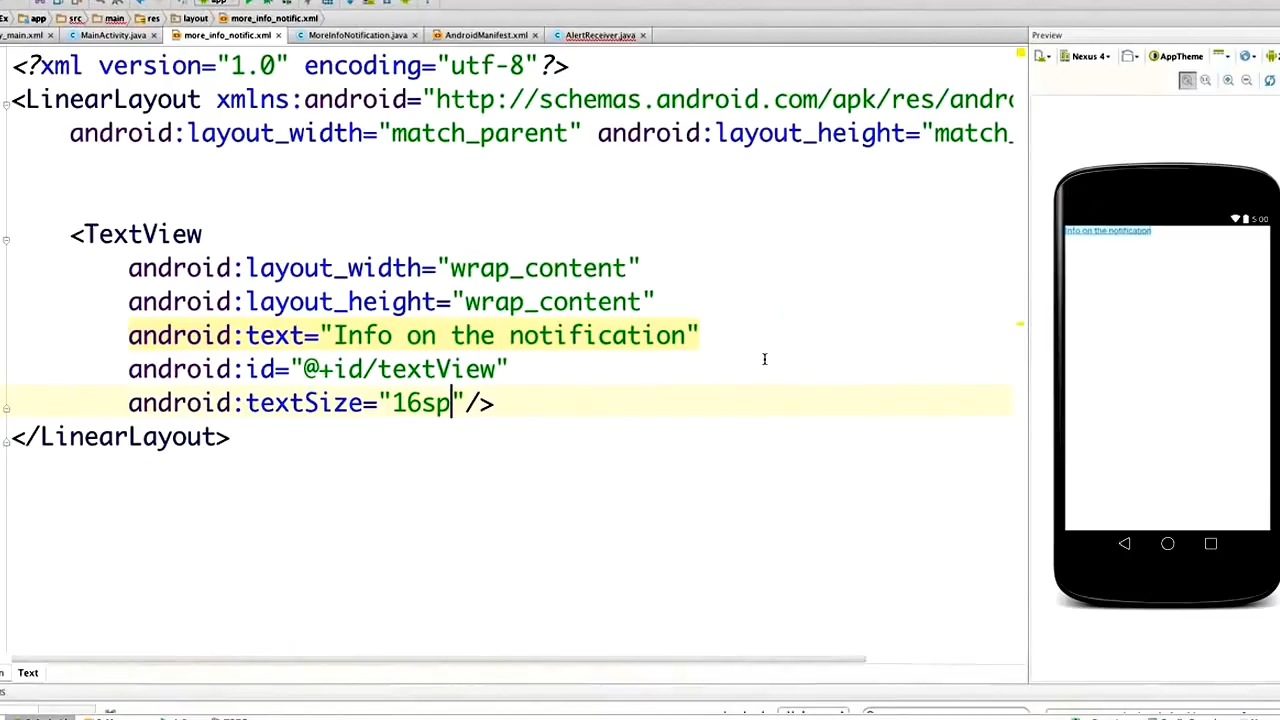 Ex app src main res layout more_info_notific.xml
y_main.xml MainActivity.java more_info_notific.xml MoreInfoNotification.java AndroidManifest.xml AlertReceiver.java
Preview
Nexus 4 AppTheme
<?xml version="1.0" encoding="utf-8"?>
<LinearLayout xmlns:android="http://schemas.android.com/apk/res/andro
android:layout_width="match_parent" android:layout_height="match_
5:00
Info on the notification
<TextView
android:layout_width="wrap_content"
android:layout_height="wrap_content"
android:text="Info on the notification"
android:id="@+id/textView"
android:textSize="16sp"/>
</LinearLayout>
Text